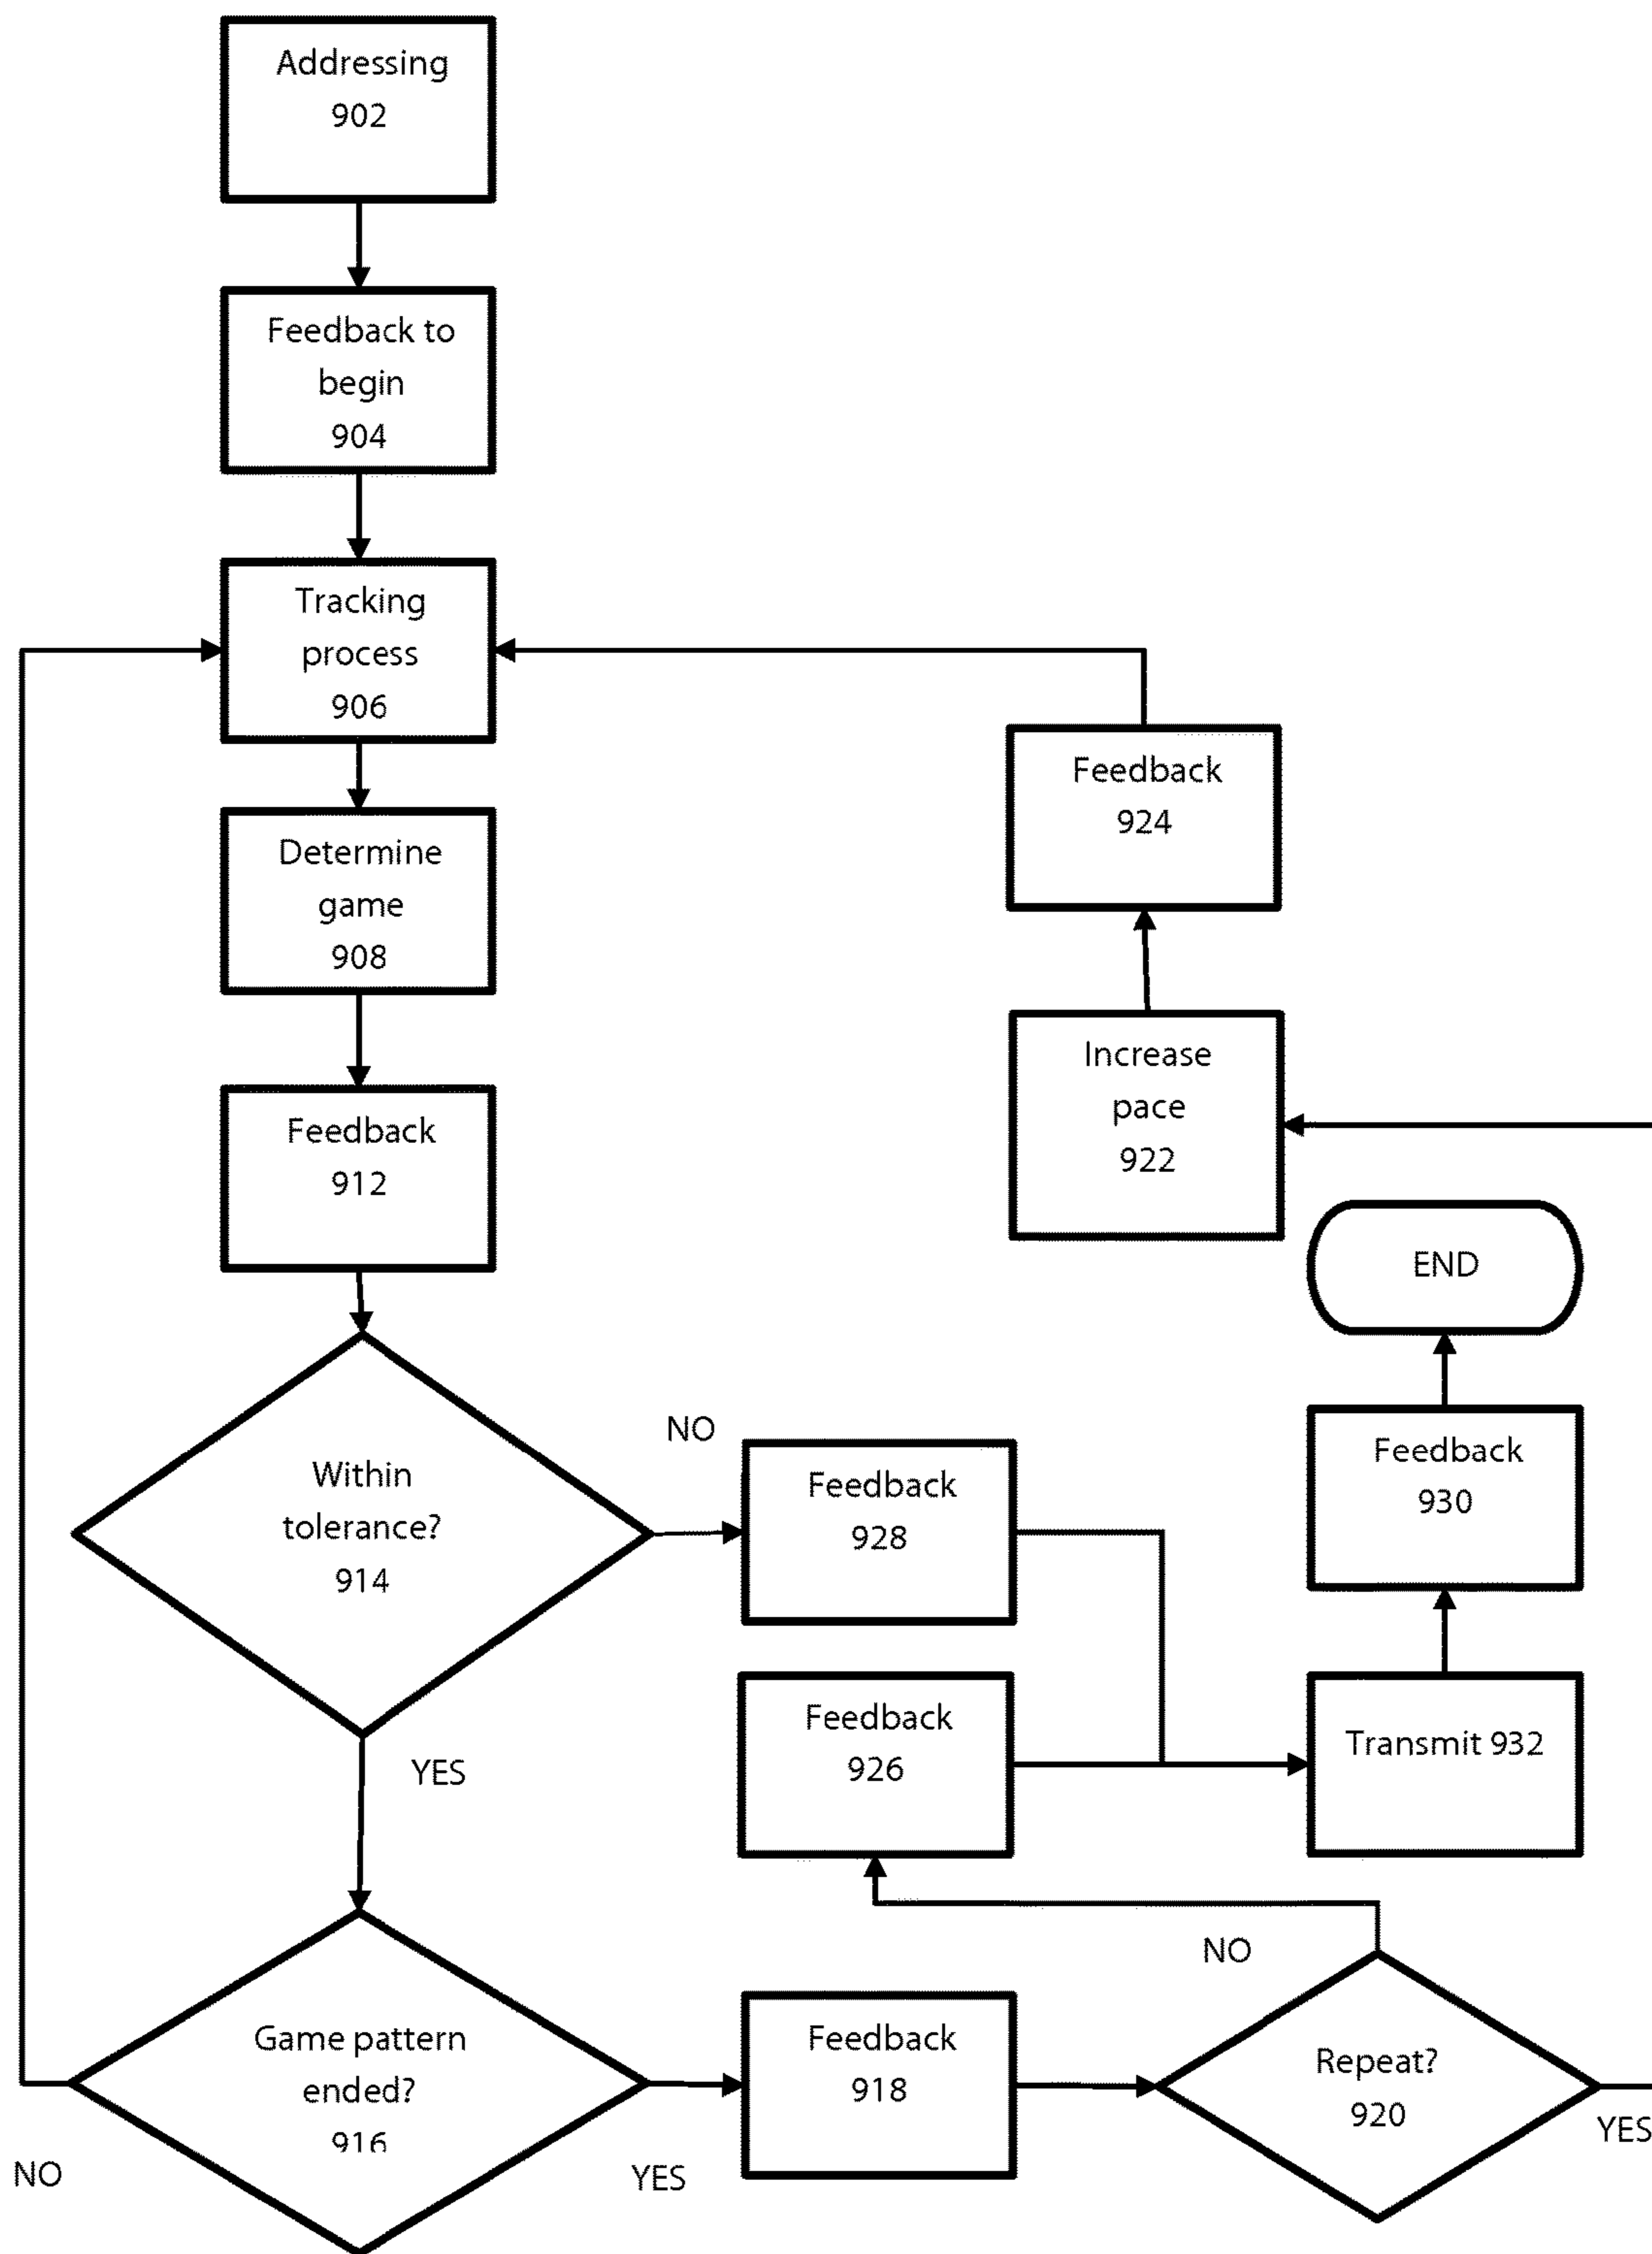 Addressing
902
Feedback to
begin
904
Tracking
process
906
Determine
game
908
Feedback
912
Within
tolerance?
914
YES
NO
Game pattern
ended?
916
NO
YES
Feedback
918
Repeat?
920
NO
YES
Feedback
928
Feedback
926
Transmit 932
Feedback
930
END
Increase
pace
922
Feedback
924